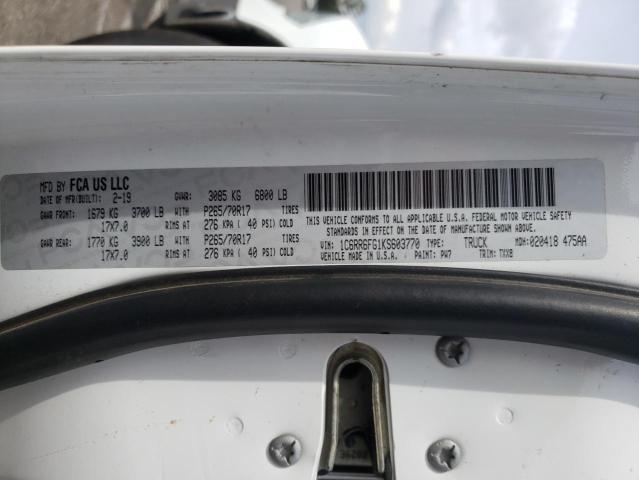 MFD BY FCA US LLC
DATE OF MFR(BUILT): 2-19 GVWR: 3085 KG 6800 LB
GAWR FRONT: 1679 KG 3700 LB WITH P265/70R17 TIRES
17X7.0 RIMS AT 276 KPA ( 40 PSI) COLD
GAWR REAR: 1770 KG 3900 LB WITH P265/70R17 TIRES
17X7.0 RIMS AT 276 KPA ( 40 PSI) COLD
THIS VEHICLE CONFORMS TO ALL APPLICABLE U.S.A. FEDERAL MOTOR VEHICLE SAFETY
STANDARDS IN EFFECT ON THE DATE OF MANUFACTURE SHOWN ABOVE.
VIN: 1C6RR6FG1KS603770 TYPE: TRUCK MDH:020418 475AA
VEHICLE MADE IN U.S.A. PAINT: PW7 TRIM: TXX8